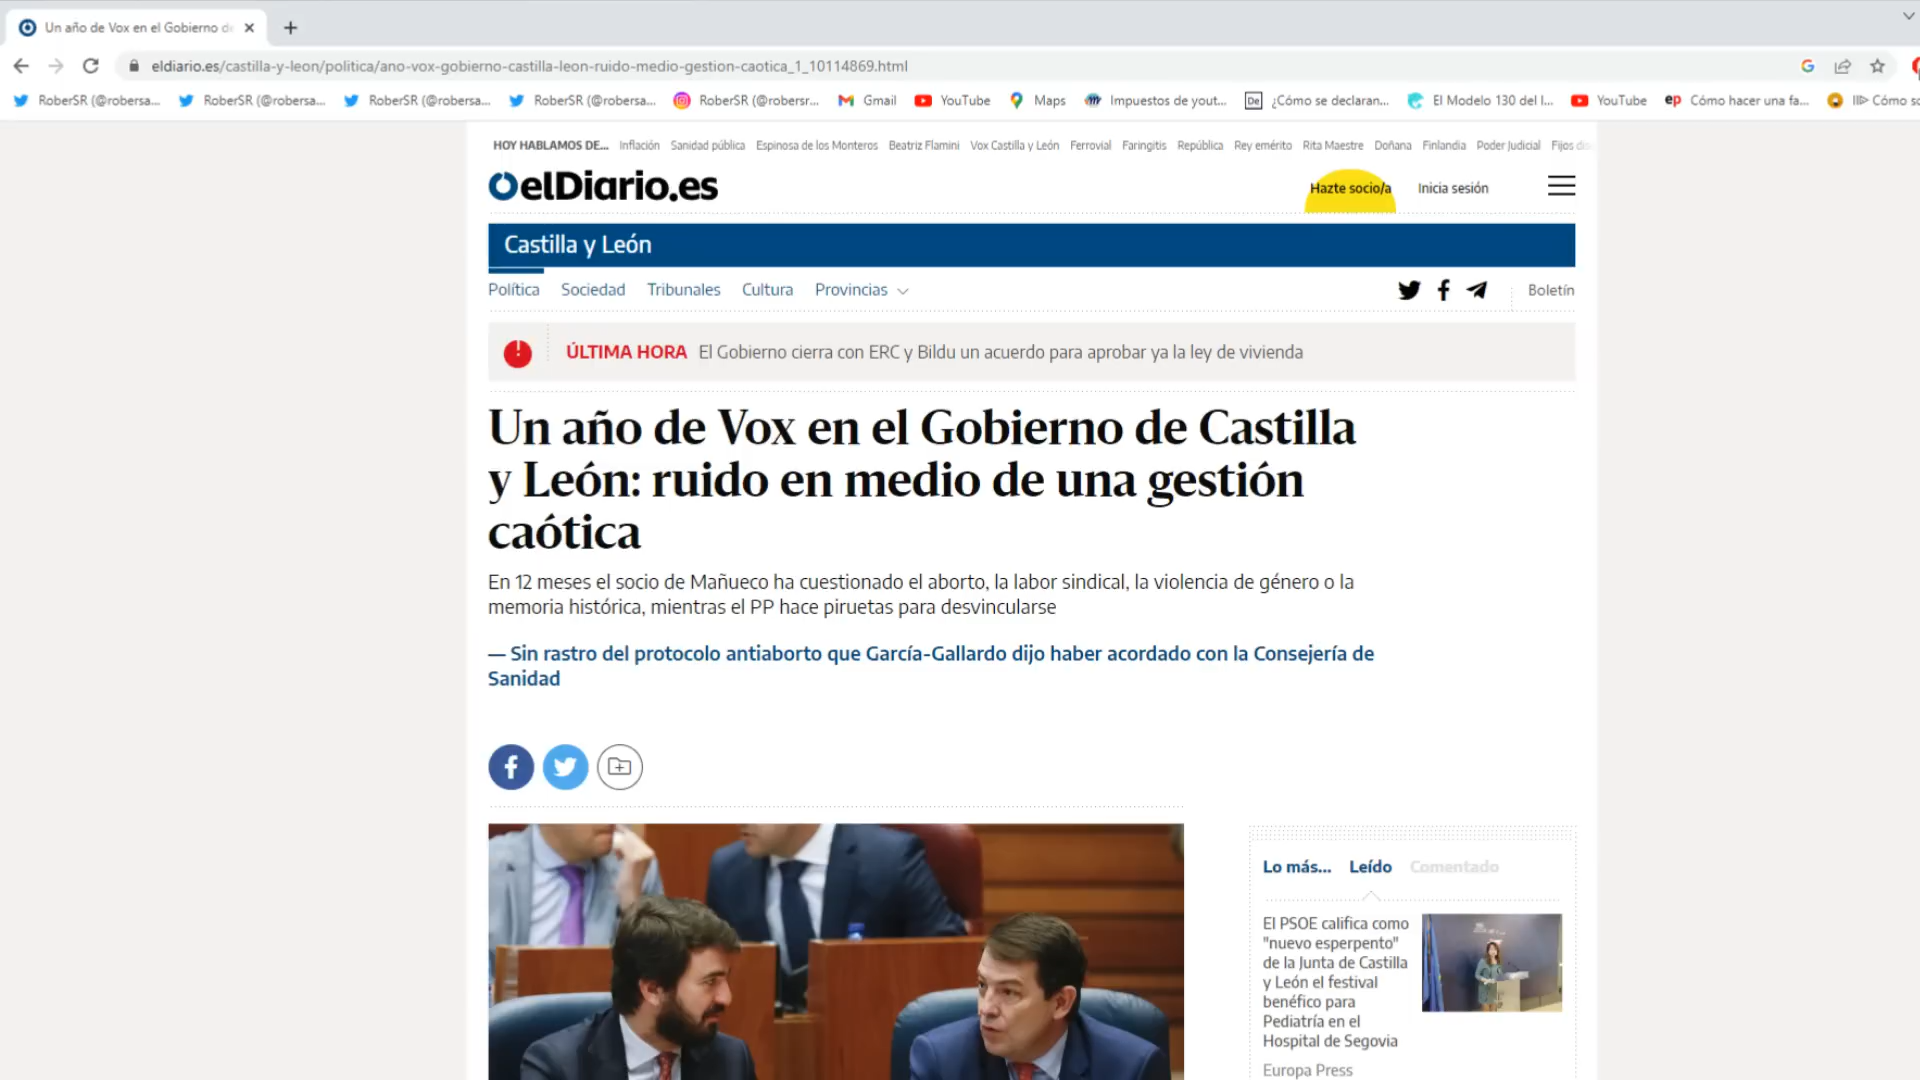 Un año de Vox en el Gobierno de
eldiario.es/castilla-y-leon/politica/ano-vox-gobierno-castilla-leon-ruido-medio-gestion-caotica_1_10114869.html
RoberSR (@robersa... RoberSR (@robersa... RoberSR (@robersa... RoberSR (@robersa... RoberSR (@robersr... Gmail YouTube Maps Impuestos de yout... ¿Cómo se declaran... El Modelo 130 del I... YouTube ep Cómo hacer una fa... Cómo so
HOY HABLAMOS DE... Inflación Sanidad pública Espinosa de los Monteros Beatriz Flamini Vox Castilla y León Ferrovial Faringitis República Rey emérito Rita Maestre Doñana Finlandia Poder Judicial Fijos dis
elDiario.es Hazte socio/a Inicia sesión
Castilla y León
Política Sociedad Tribunales Cultura Provincias Boletín
ÚLTIMA HORA El Gobierno cierra con ERC y Bildu un acuerdo para aprobar ya la ley de vivienda
Un año de Vox en el Gobierno de Castilla
y León: ruido en medio de una gestión
caótica
En 12 meses el socio de Mañueco ha cuestionado el aborto, la labor sindical, la violencia de género o la
memoria histórica, mientras el PP hace piruetas para desvincularse
— Sin rastro del protocolo antiaborto que García-Gallardo dijo haber acordado con la Consejería de
Sanidad
Lo más... Leído Comentado
El PSOE califica como
"nuevo esperpento"
de la Junta de Castilla
y León el festival
benéfico para
Pediatría en el
Hospital de Segovia
Europa Press